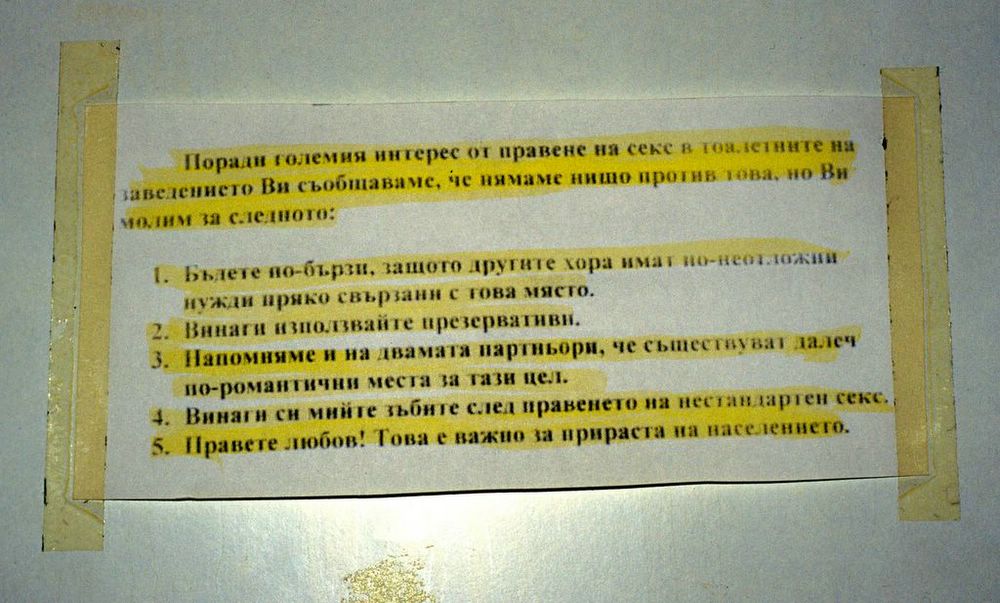 Поради големия интерес от правене на секс в тоалетните на
заведението Ви съобщаваме, че нямаме нищо против това, но Ви
молим за следното:
1. Бъдете по-бързи, защото другите хора имат по-неотложни
нужди пряко свързани с това място.
2. Винаги използвайте презервативи.
3. Напомняме и на двамата партньори, че съществуват далеч
по-романтични места за тази цел.
4. Винаги си мийте зъбите след правенето на нестандартен секс.
5. Правете любов! Това е важно за прираста на населението.